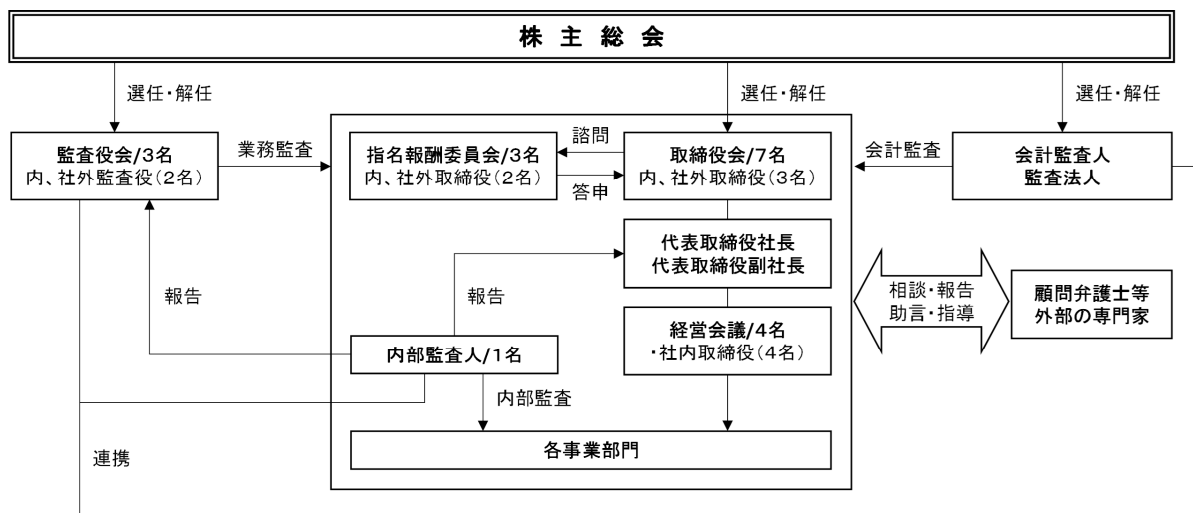 株 主 総 会
選任・解任
選任・解任
選任・解任
監査役会/3名
内、社外監査役(2名)
業務監査
指名報酬委員会/3名
内、社外取締役(2名)
諮問
答申
取締役会/7名
内、社外取締役(3名)
会計監査
会計監査人
監査法人
代表取締役社長
代表取締役副社長
報告
報告
相談・報告
助言・指導
顧問弁護士等
外部の専門家
経営会議/4名
・社内取締役(4名)
内部監査人/1名
内部監査
各事業部門
連携